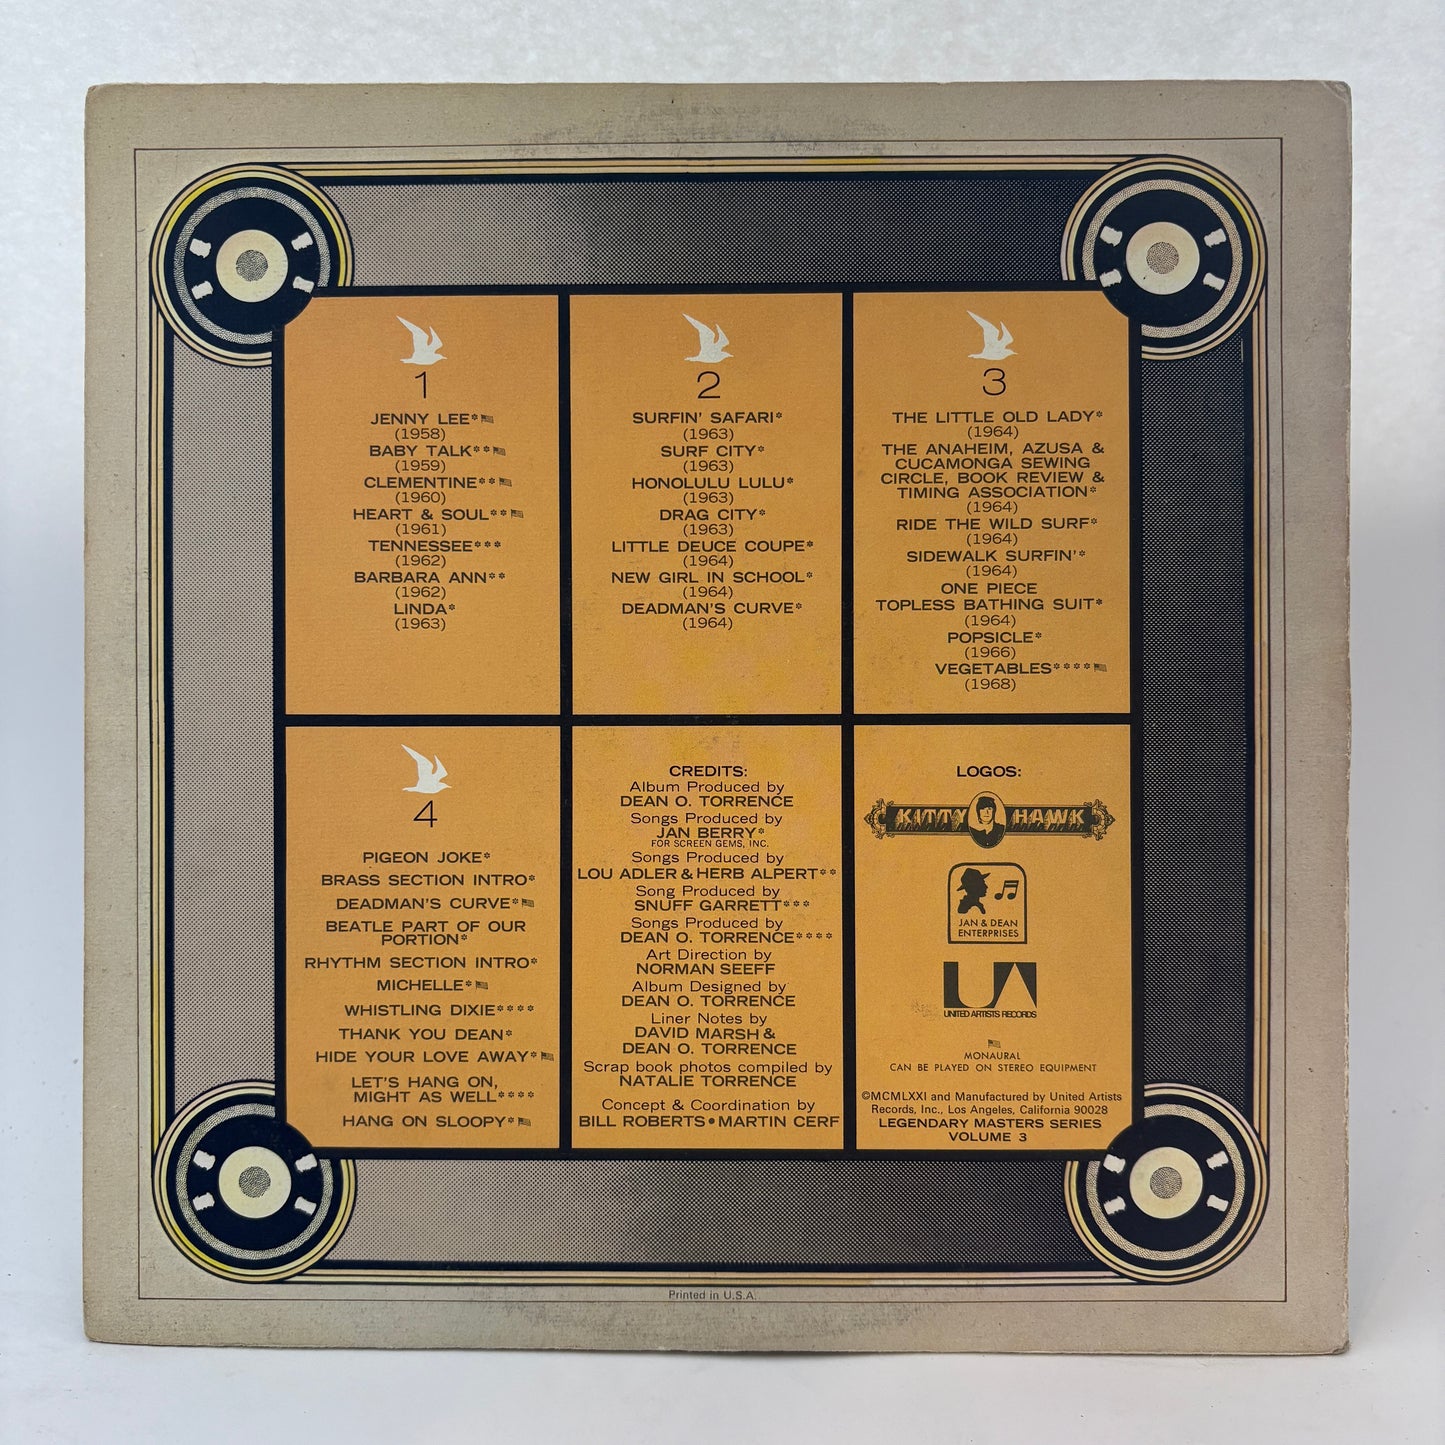 1
JENNY LEE*
(1958)
BABY TALK**
(1959)
CLEMENTINE**
(1960)
HEART & SOUL**
(1961)
TENNESSEE***
(1962)
BARBARA ANN**
(1962)
LINDA*
(1963)
2
SURFIN' SAFARI*
(1963)
SURF CITY*
(1963)
HONOLULU LULU*
(1963)
DRAG CITY*
(1963)
LITTLE DEUCE COUPE*
(1964)
NEW GIRL IN SCHOOL*
(1964)
DEADMAN'S CURVE*
(1964)
3
THE LITTLE OLD LADY*
(1964)
THE ANAHEIM, AZUSA &
CUCAMONGA SEWING
CIRCLE, BOOK REVIEW &
TIMING ASSOCIATION*
(1964)
RIDE THE WILD SURF*
(1964)
SIDEWALK SURFIN'*
(1964)
ONE PIECE
TOPLESS BATHING SUIT*
(1964)
POPSICLE*
(1966)
VEGETABLES****
(1968)
4
PIGEON JOKE*
BRASS SECTION INTRO*
DEADMAN'S CURVE*
BEATLE PART OF OUR
PORTION*
RHYTHM SECTION INTRO*
MICHELLE*
WHISTLING DIXIE****
THANK YOU DEAN*
HIDE YOUR LOVE AWAY*
LET'S HANG ON,
MIGHT AS WELL****
HANG ON SLOOPY*
CREDITS:
Album Produced by
DEAN O. TORRENCE
Songs Produced by
JAN BERRY*
FOR SCREEN GEMS, INC.
Songs Produced by
LOU ADLER & HERB ALPERT**
Song Produced by
SNUFF GARRETT***
Songs Produced by
DEAN O. TORRENCE****
Art Direction by
NORMAN SEEFF
Album Designed by
DEAN O. TORRENCE
Liner Notes by
DAVID MARSH &
DEAN O. TORRENCE
Scrap book photos compiled by
NATALIE TORRENCE
Concept & Coordination by
BILL ROBERTS • MARTIN CERF
LOGOS:
KITTY HAWK
JAN & DEAN
ENTERPRISES
UA
UNITED ARTISTS RECORDS
MONAURAL
CAN BE PLAYED ON STEREO EQUIPMENT
©MCMLXXI and Manufactured by United Artists
Records, Inc., Los Angeles, California 90028
LEGENDARY MASTERS SERIES
VOLUME 3
Printed in U.S.A.